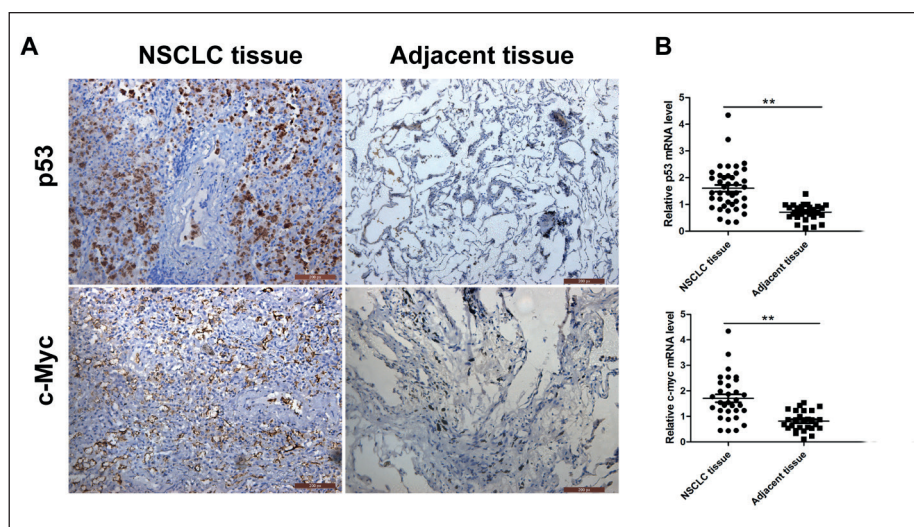 A
NSCLC tissue
Adjacent tissue
p53
c-Myc
B
**
Relative p53 mRNA level
5
4
3
2
1
0
NSCLC tissue
Adjacent tissue
**
Relative c-myc mRNA level
5
4
3
2
1
0
NSCLC tissue
Adjacent tissue